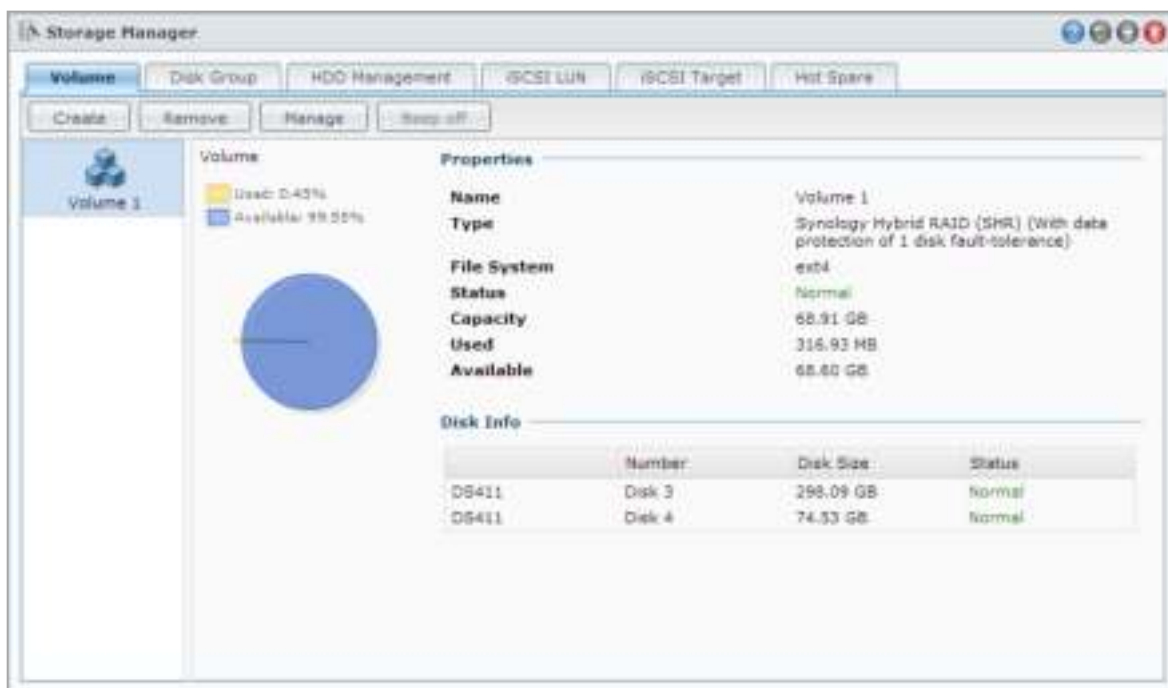 Storage Manager
Volume Disk Group HDD Management iSCSI LUN iSCSI Target Hot Spare
Create Remove Manage Beep off
Volume 1
Volume
Used: 0.45%
Available: 99.55%
Properties
Name Volume 1
Type Synology Hybrid RAID (SHR) (With data
protection of 1 disk fault-tolerance)
File System ext4
Status Normal
Capacity 68.91 GB
Used 316.93 MB
Available 68.60 GB
Disk Info
Number Disk Size Status
DS411 Disk 3 298.09 GB Normal
DS411 Disk 4 74.53 GB Normal